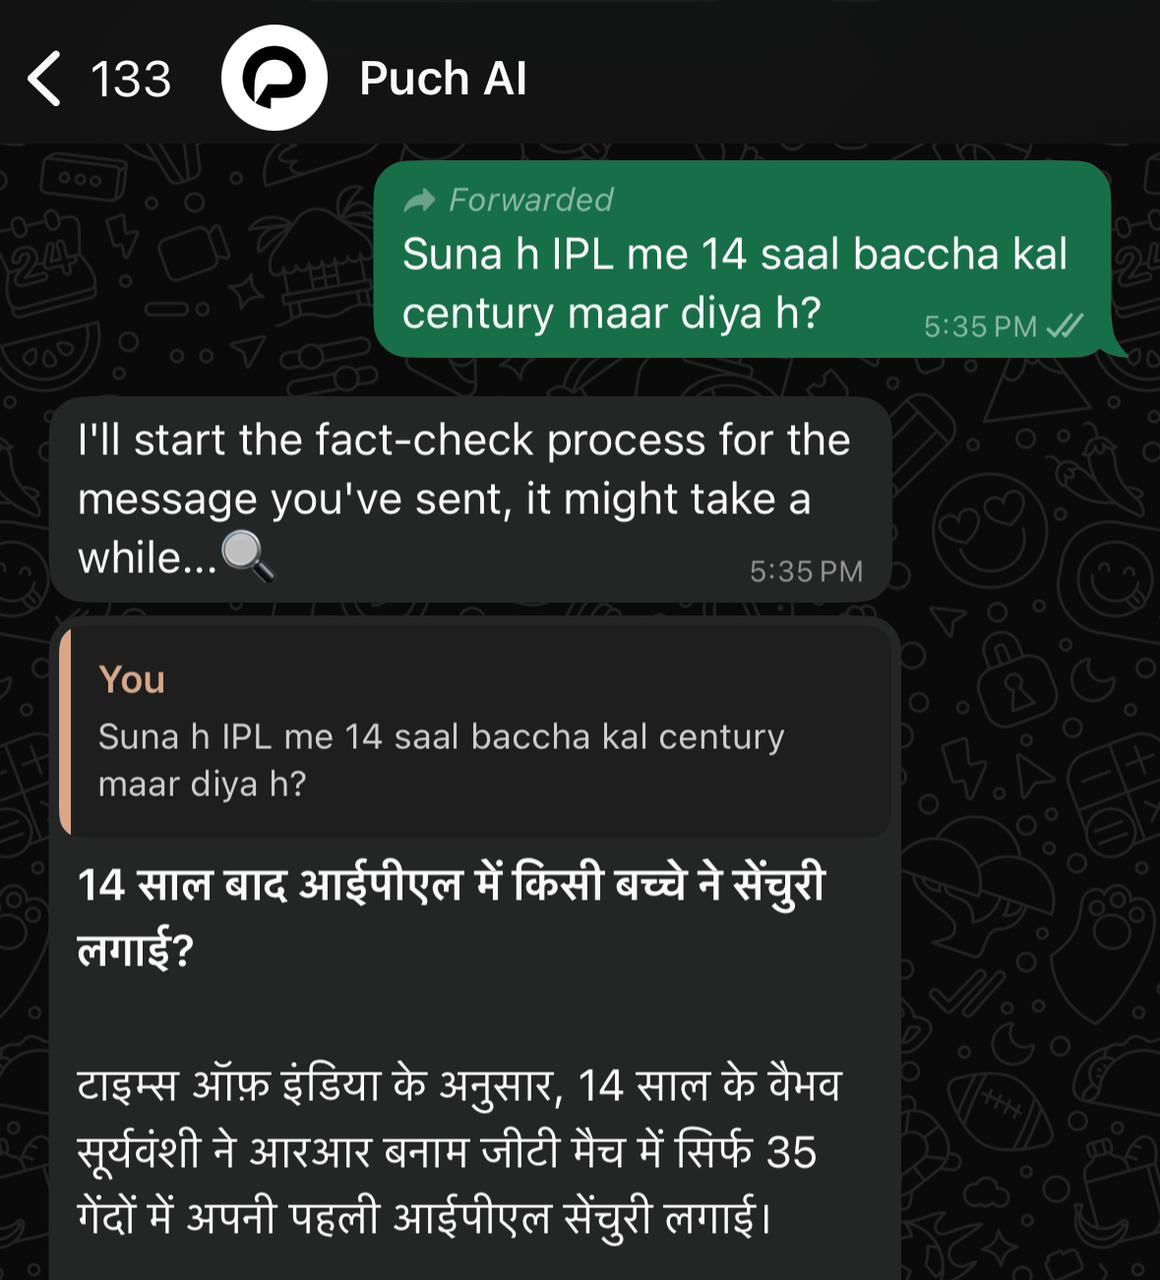 133
Puch AI
Forwarded
Suna h IPL me 14 saal baccha kal
century maar diya h?
5:35 PM
I'll start the fact-check process for the
message you've sent, it might take a
while...
5:35 PM
You
Suna h IPL me 14 saal baccha kal century
maar diya h?
14 साल बाद आईपीएल में किसी बच्चे ने सेंचुरी
लगाई?
टाइम्स ऑफ़ इंडिया के अनुसार, 14 साल के वैभव
सूर्यवंशी ने आरआर बनाम जीटी मैच में सिर्फ 35
गेंदों में अपनी पहली आईपीएल सेंचुरी लगाई।